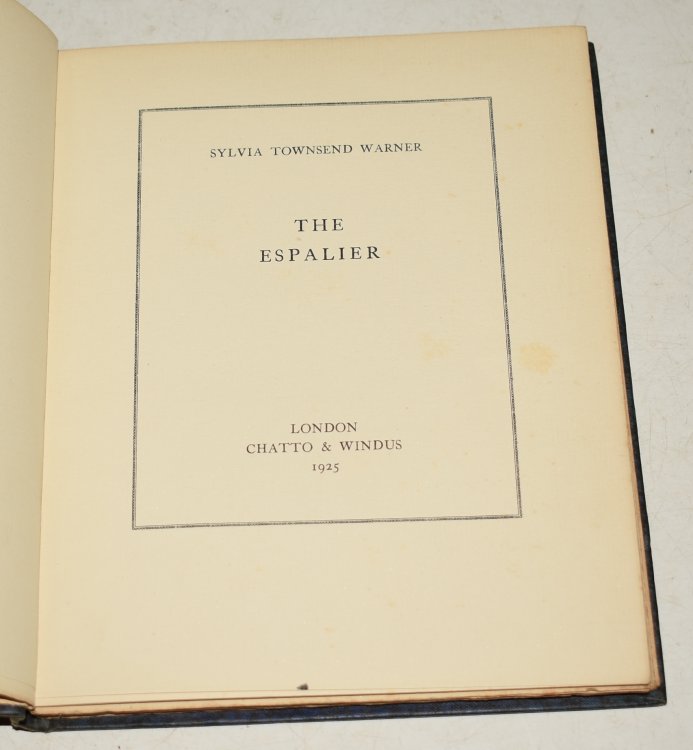 SYLVIA TOWNSEND WARNER
THE
ESPALIER
LONDON
CHATTO & WINDUS
1925